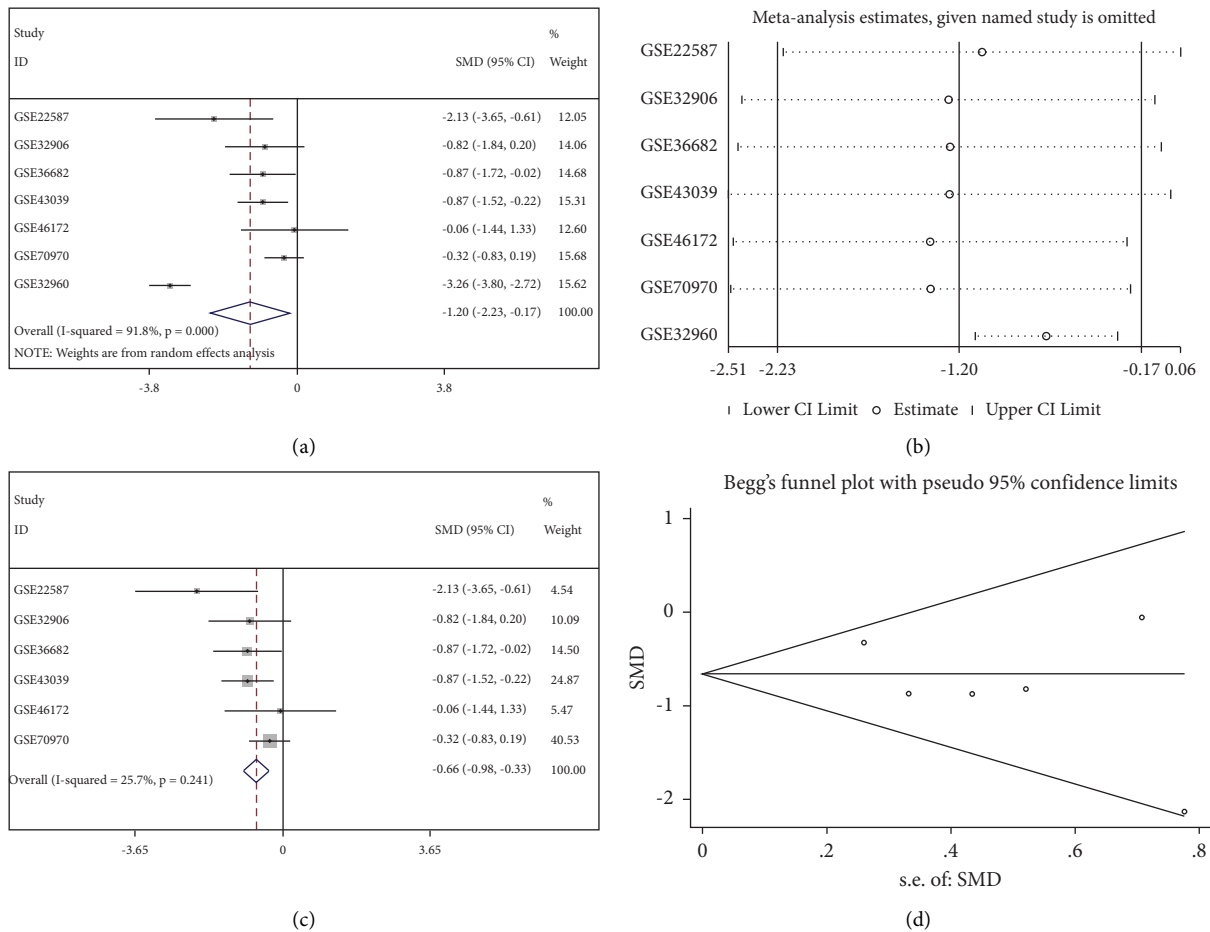 Study
%
ID
SMD (95% CI)
Weight
GSE22587
-2.13 (-3.65, -0.61)
12.05
GSE32906
-0.82 (-1.84, 0.20)
14.06
GSE36682
-0.87 (-1.72, -0.02)
14.68
GSE43039
-0.87 (-1.52, -0.22)
15.31
GSE46172
-0.06 (-1.44, 1.33)
12.60
GSE70970
-0.32 (-0.83, 0.19)
15.68
GSE32960
-3.26 (-3.80, -2.72)
15.62
-1.20 (-2.23, -0.17)
100.00
Overall (I-squared = 91.8%, p = 0.000)
NOTE: Weights are from random effects analysis
-3.8
0
3.8
(a)
Meta-analysis estimates, given named study is omitted
GSE22587
GSE32906
GSE36682
GSE43039
GSE46172
GSE70970
GSE32960
-2.51
-2.23
-1.20
-0.17
0.06
Lower CI Limit
Estimate
Upper CI Limit
(b)
Study
%
ID
SMD (95% CI)
Weight
GSE22587
-2.13 (-3.65, -0.61)
4.54
GSE32906
-0.82 (-1.84, 0.20)
10.09
GSE36682
-0.87 (-1.72, -0.02)
14.50
GSE43039
-0.87 (-1.52, -0.22)
24.87
GSE46172
-0.06 (-1.44, 1.33)
5.47
GSE70970
-0.32 (-0.83, 0.19)
40.53
-0.66 (-0.98, -0.33)
100.00
Overall (I-squared = 25.7%, p = 0.241)
-3.65
0
3.65
(c)
Begg's funnel plot with pseudo 95% confidence limits
SMD
1
0
-1
-2
0
.2
.4
.6
.8
s.e. of: SMD
(d)